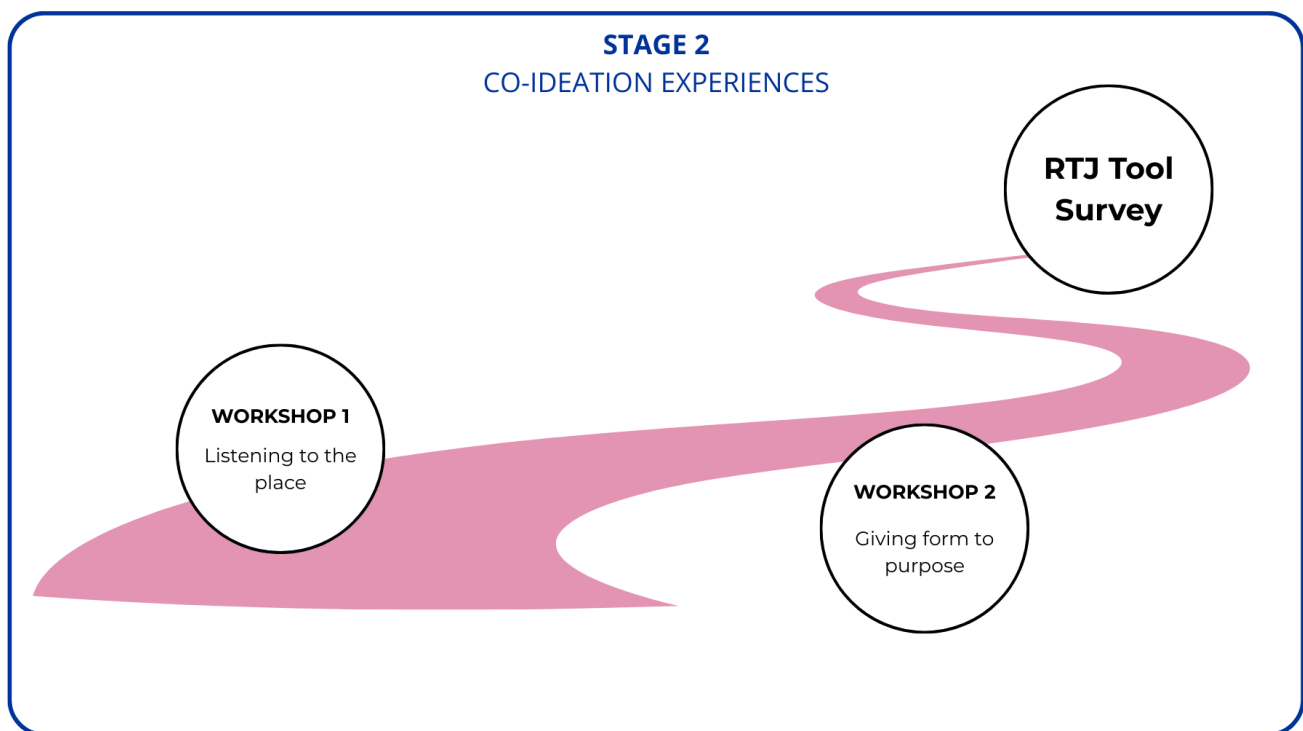 STAGE 2
CO-IDEATION EXPERIENCES
RTJ Tool
Survey
WORKSHOP 1
Listening to the
place
WORKSHOP 2
Giving form to
purpose